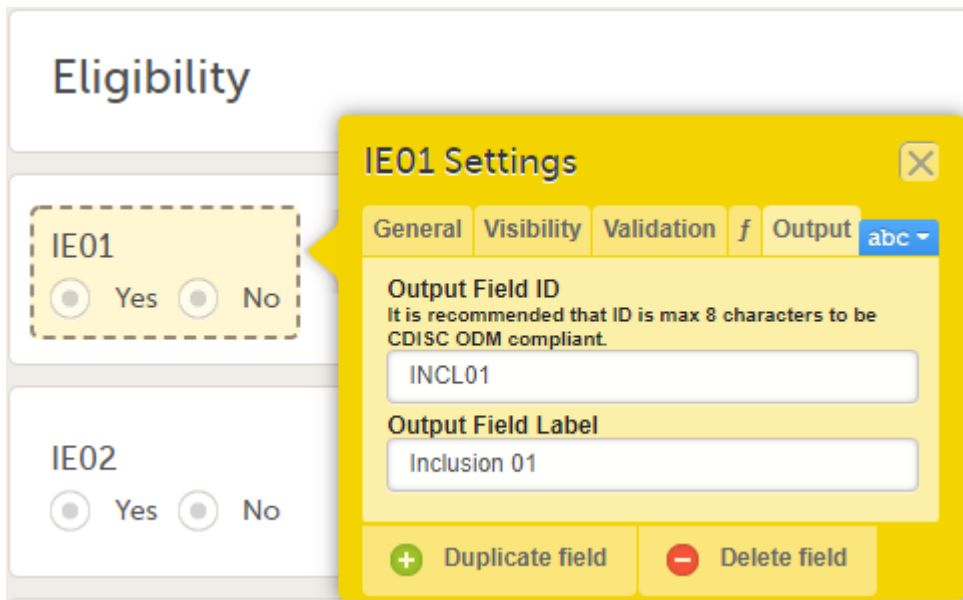 Eligibility
IE01 Settings
General Visibility Validation ƒ Output abc
IE01
Yes No
Output Field ID
It is recommended that ID is max 8 characters to be
CDISC ODM compliant.
INCL01
Output Field Label
Inclusion 01
IE02
Yes No
Duplicate field Delete field